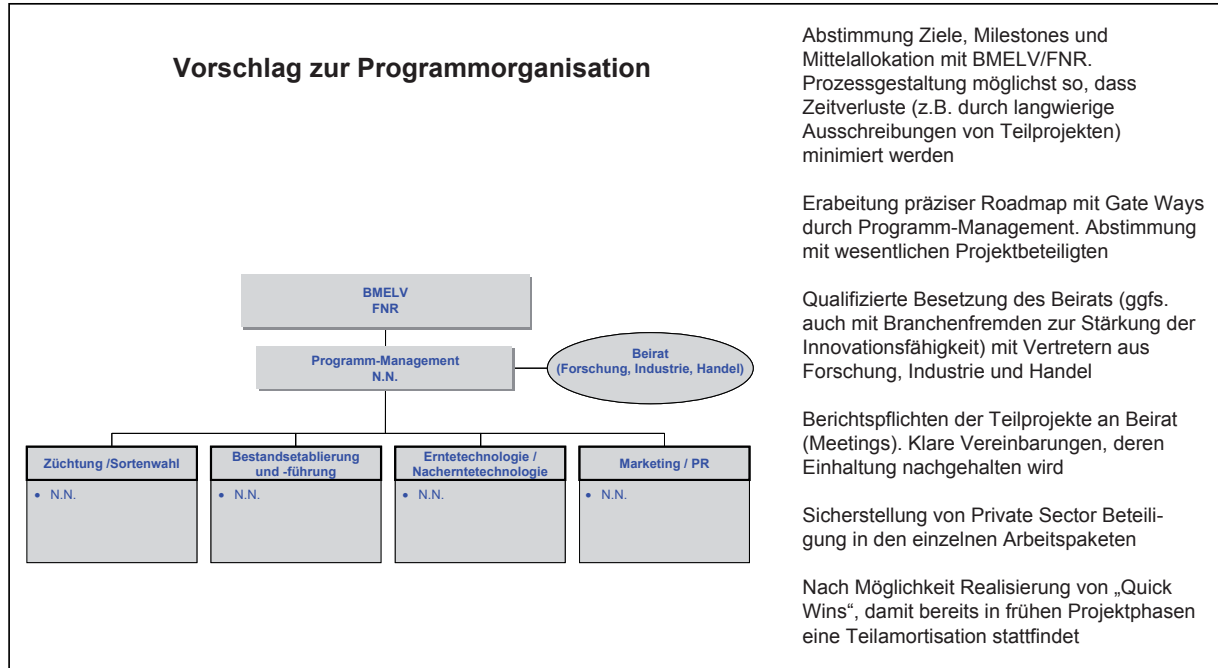 Vorschlag zur Programmorganisation
BMELV
FNR
Programm-Management
N.N.
Beirat
(Forschung, Industrie, Handel)
Züchtung /Sortenwahl
• N.N.
Bestandsetablierung
und -führung
• N.N.
Erntetechnologie /
Nacherntetechnologie
• N.N.
Marketing / PR
• N.N.
Abstimmung Ziele, Milestones und
Mittelallokation mit BMELV/FNR.
Prozessgestaltung möglichst so, dass
Zeitverluste (z.B. durch langwierige
Ausschreibungen von Teilprojekten)
minimiert werden
Erabeitung präziser Roadmap mit Gate Ways
durch Programm-Management. Abstimmung
mit wesentlichen Projektbeteiligten
Qualifizierte Besetzung des Beirats (ggfs.
auch mit Branchenfremden zur Stärkung der
Innovationsfähigkeit) mit Vertretern aus
Forschung, Industrie und Handel
Berichtspflichten der Teilprojekte an Beirat
(Meetings). Klare Vereinbarungen, deren
Einhaltung nachgehalten wird
Sicherstellung von Private Sector Beteili-
gung in den einzelnen Arbeitspaketen
Nach Möglichkeit Realisierung von „Quick
Wins“, damit bereits in frühen Projektphasen
eine Teilamortisation stattfindet